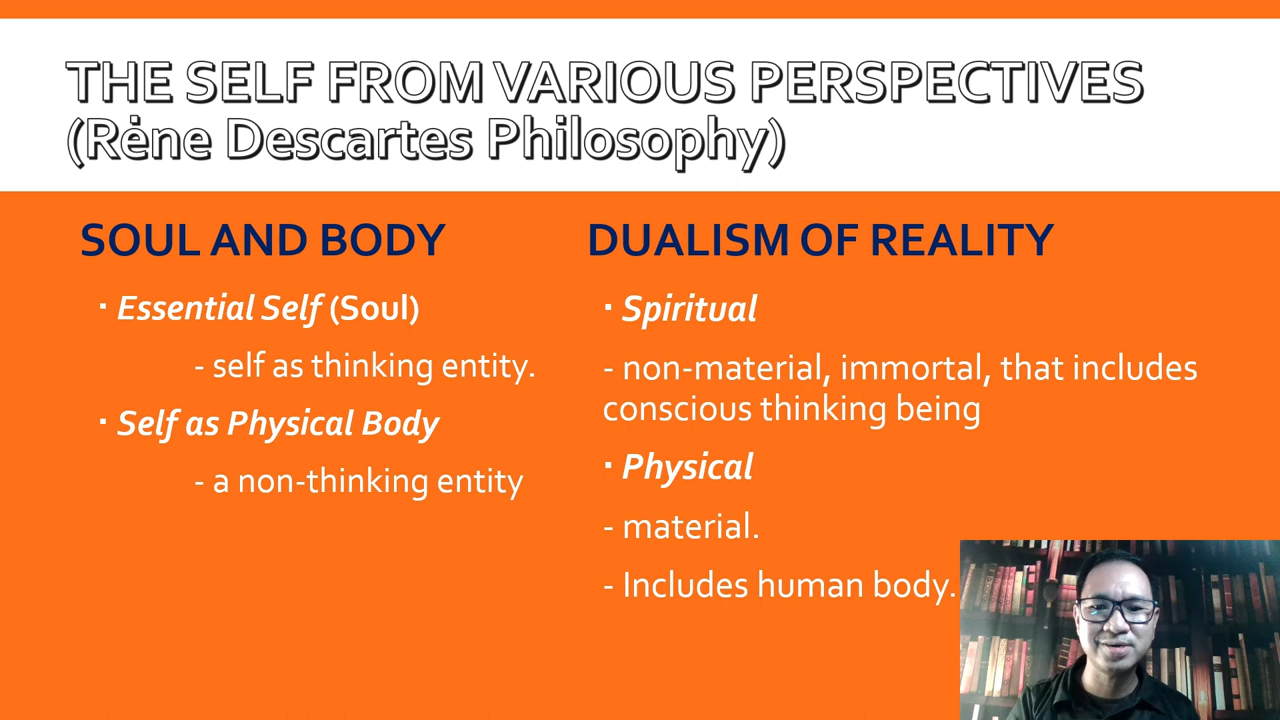 THE SELF FROM VARIOUS PERSPECTIVES
(Rėne Descartes Philosophy)
SOUL AND BODY
▪ Essential Self (Soul)
- self as thinking entity.
▪ Self as Physical Body
- a non-thinking entity
DUALISM OF REALITY
▪ Spiritual
- non-material, immortal, that includes
conscious thinking being
▪ Physical
- material.
- Includes human body.